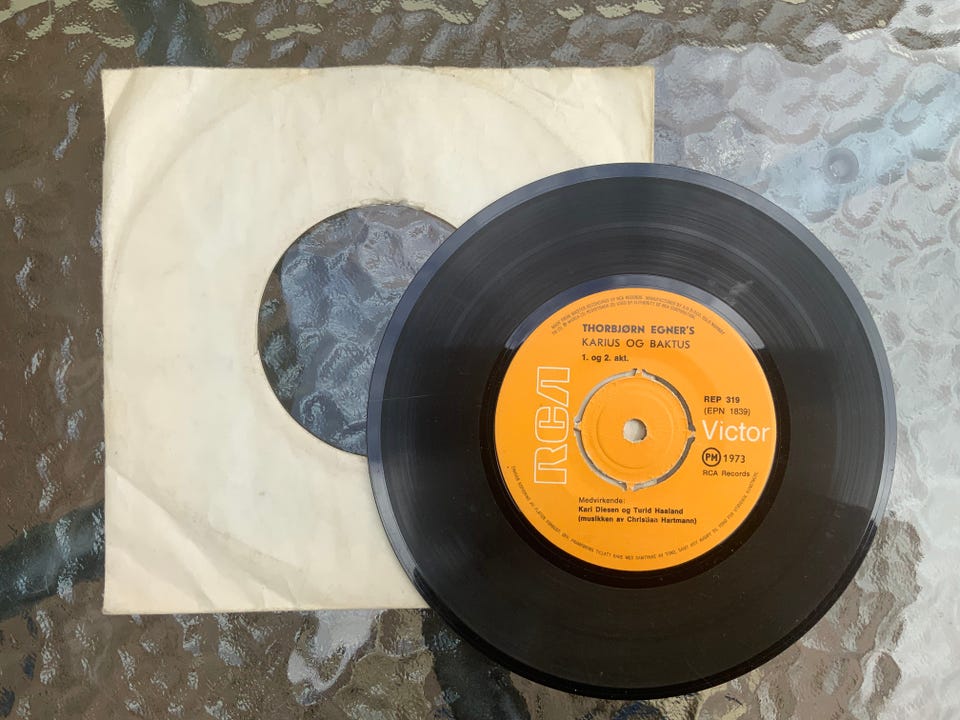 THORBJØRN EGNER'S
KARIUS OG BAKTUS
1. og 2. akt.
RCA
REP 319
(EPN 1839)
Victor
PM 1973
RCA Records
Medvirkende:
Kari Diesen og Turid Haaland
(musikken av Christian Hartmann)